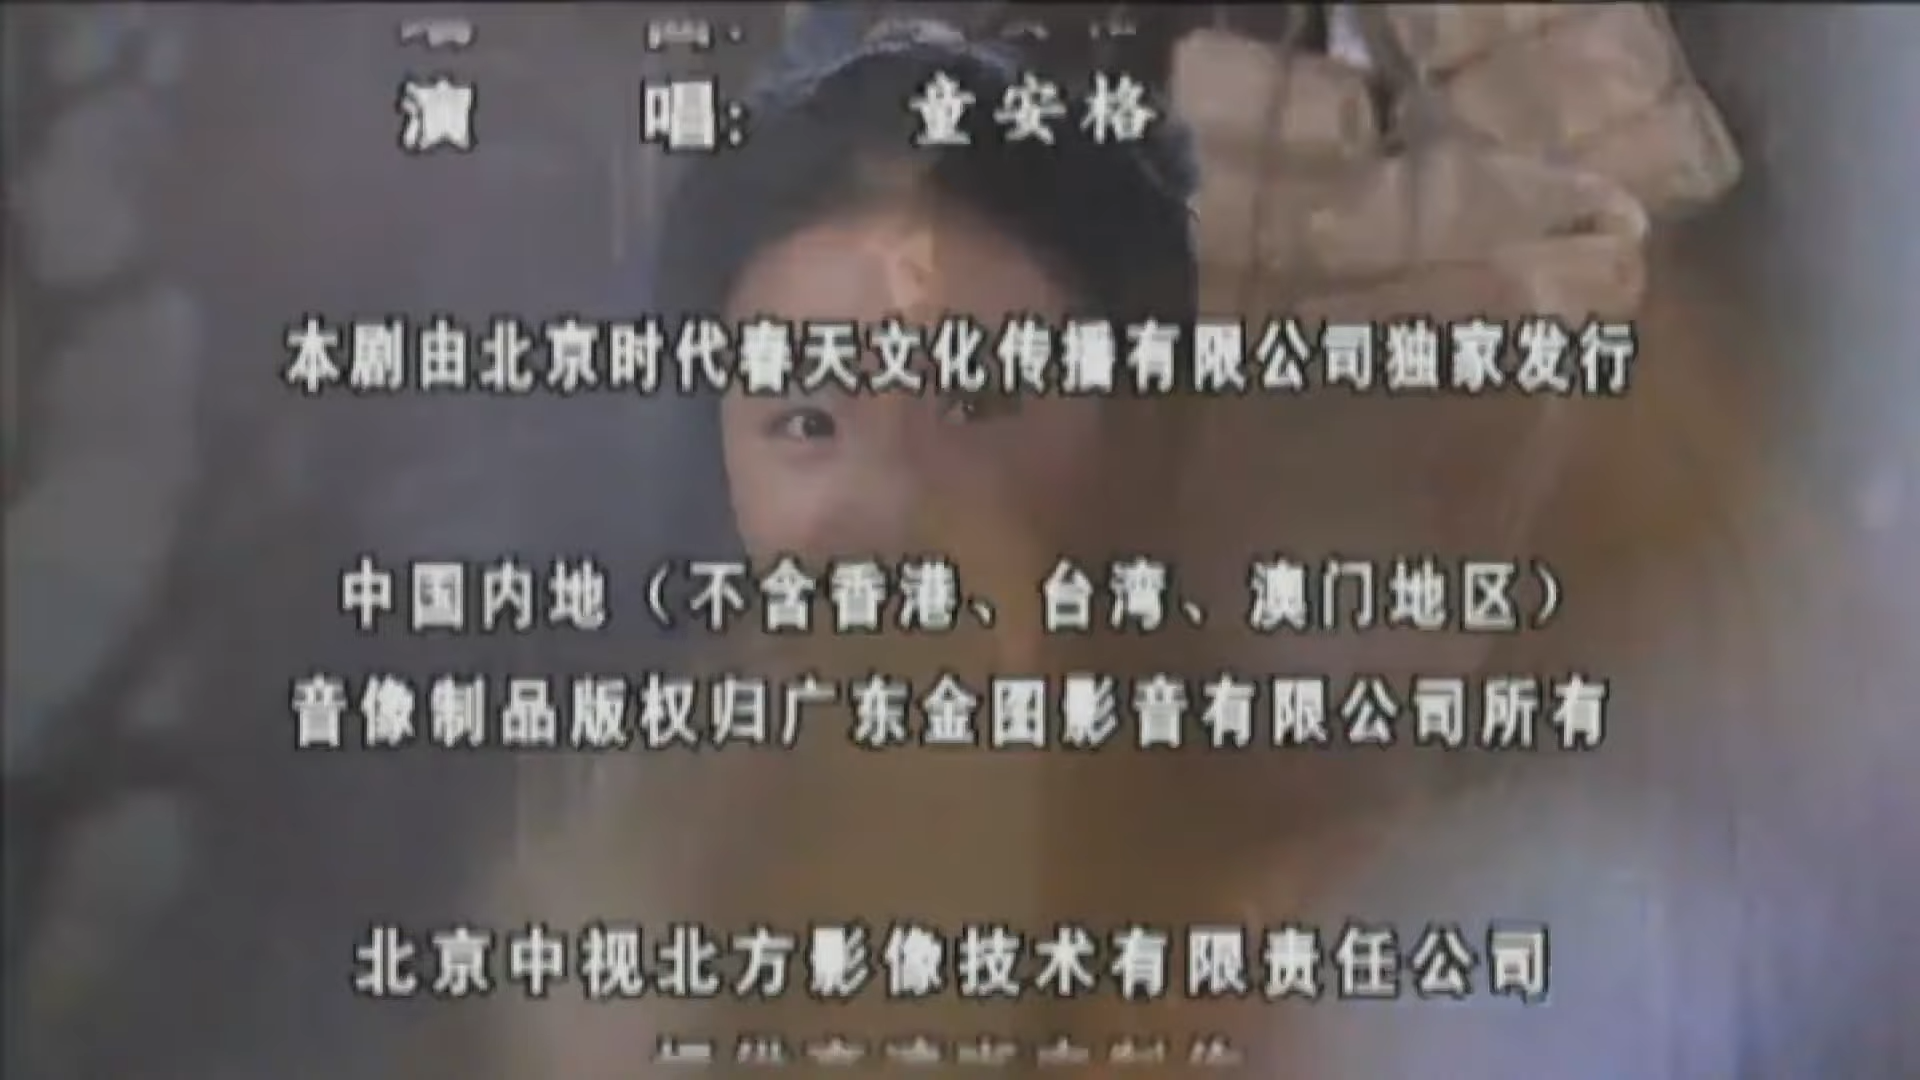 演 唱: 童安格
本剧由北京时代春天文化传播有限公司独家发行
中国内地（不含香港、台湾、澳门地区）
音像制品版权归广东金图影音有限公司所有
北京中视北方影像技术有限责任公司